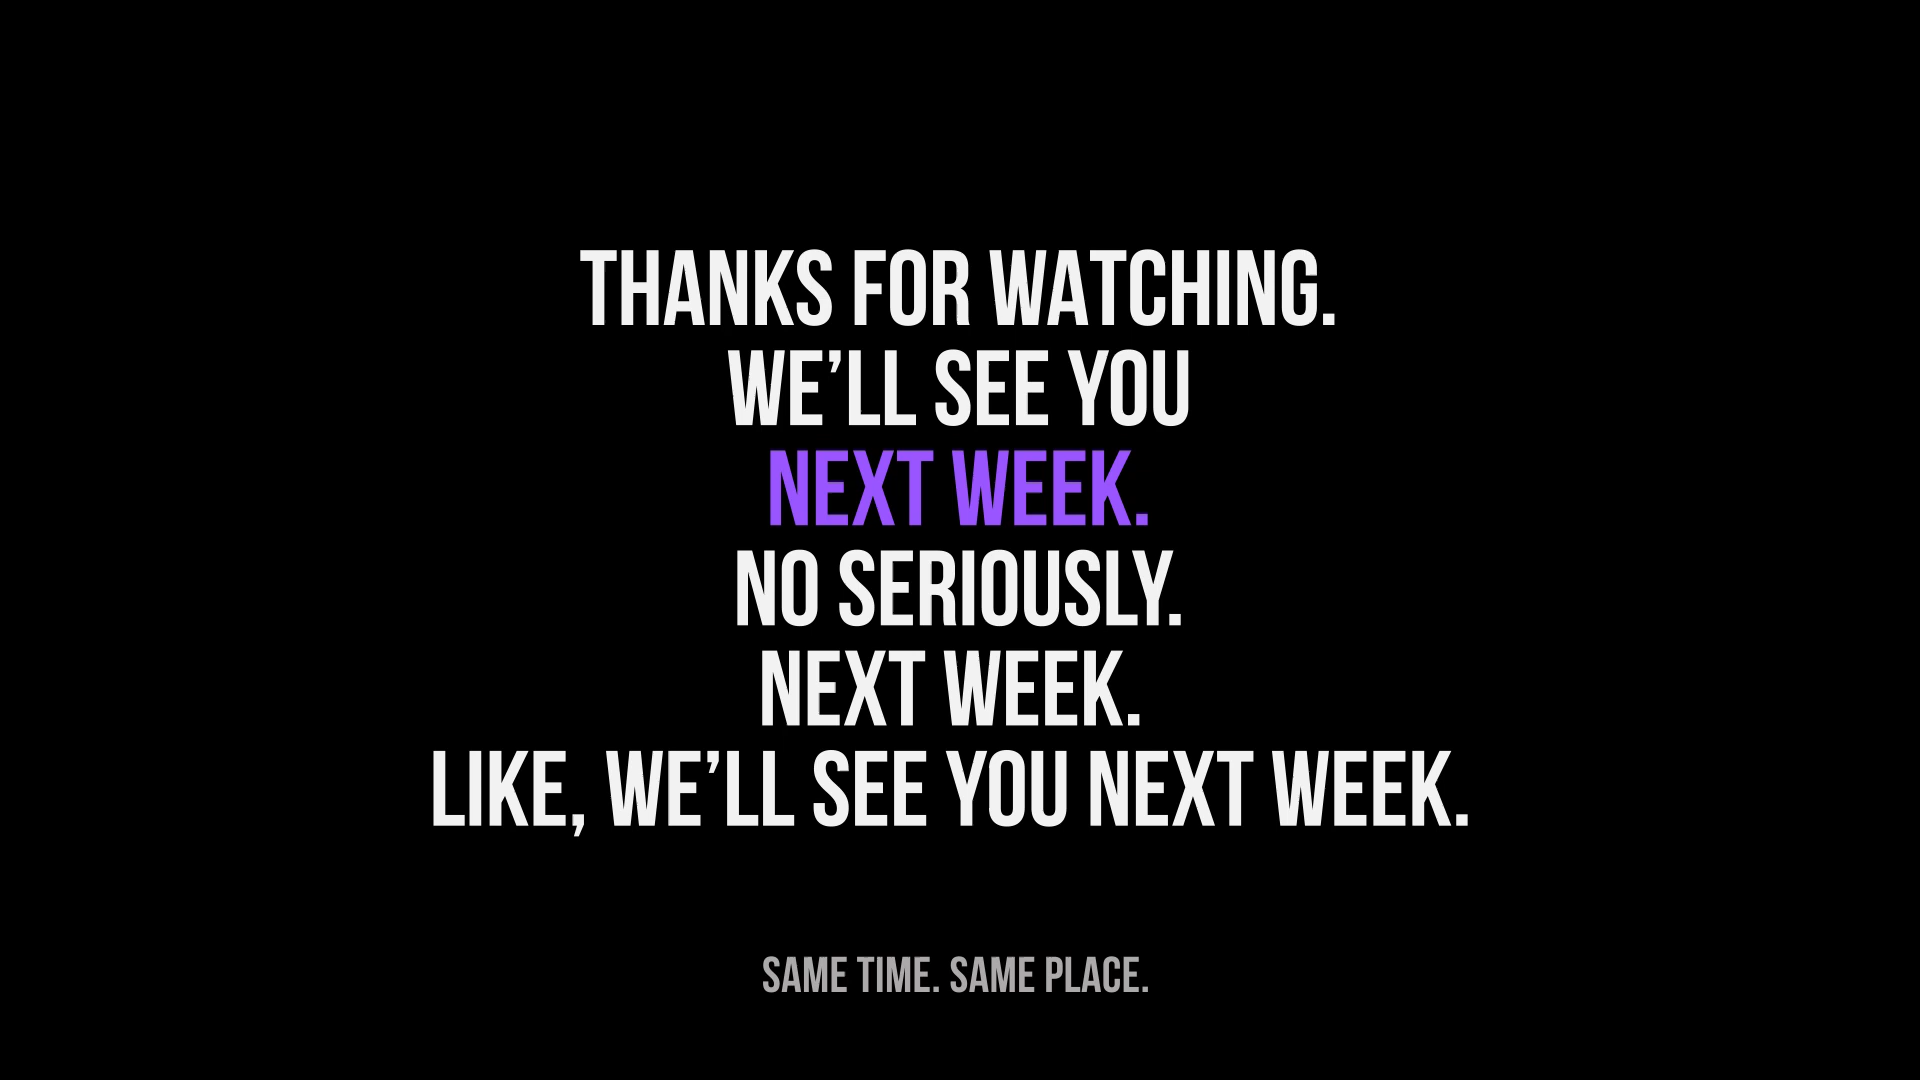 THANKS FOR WATCHING.
WE’LL SEE YOU
NEXT WEEK.
NO SERIOUSLY.
NEXT WEEK.
LIKE, WE’LL SEE YOU NEXT WEEK.
SAME TIME. SAME PLACE.